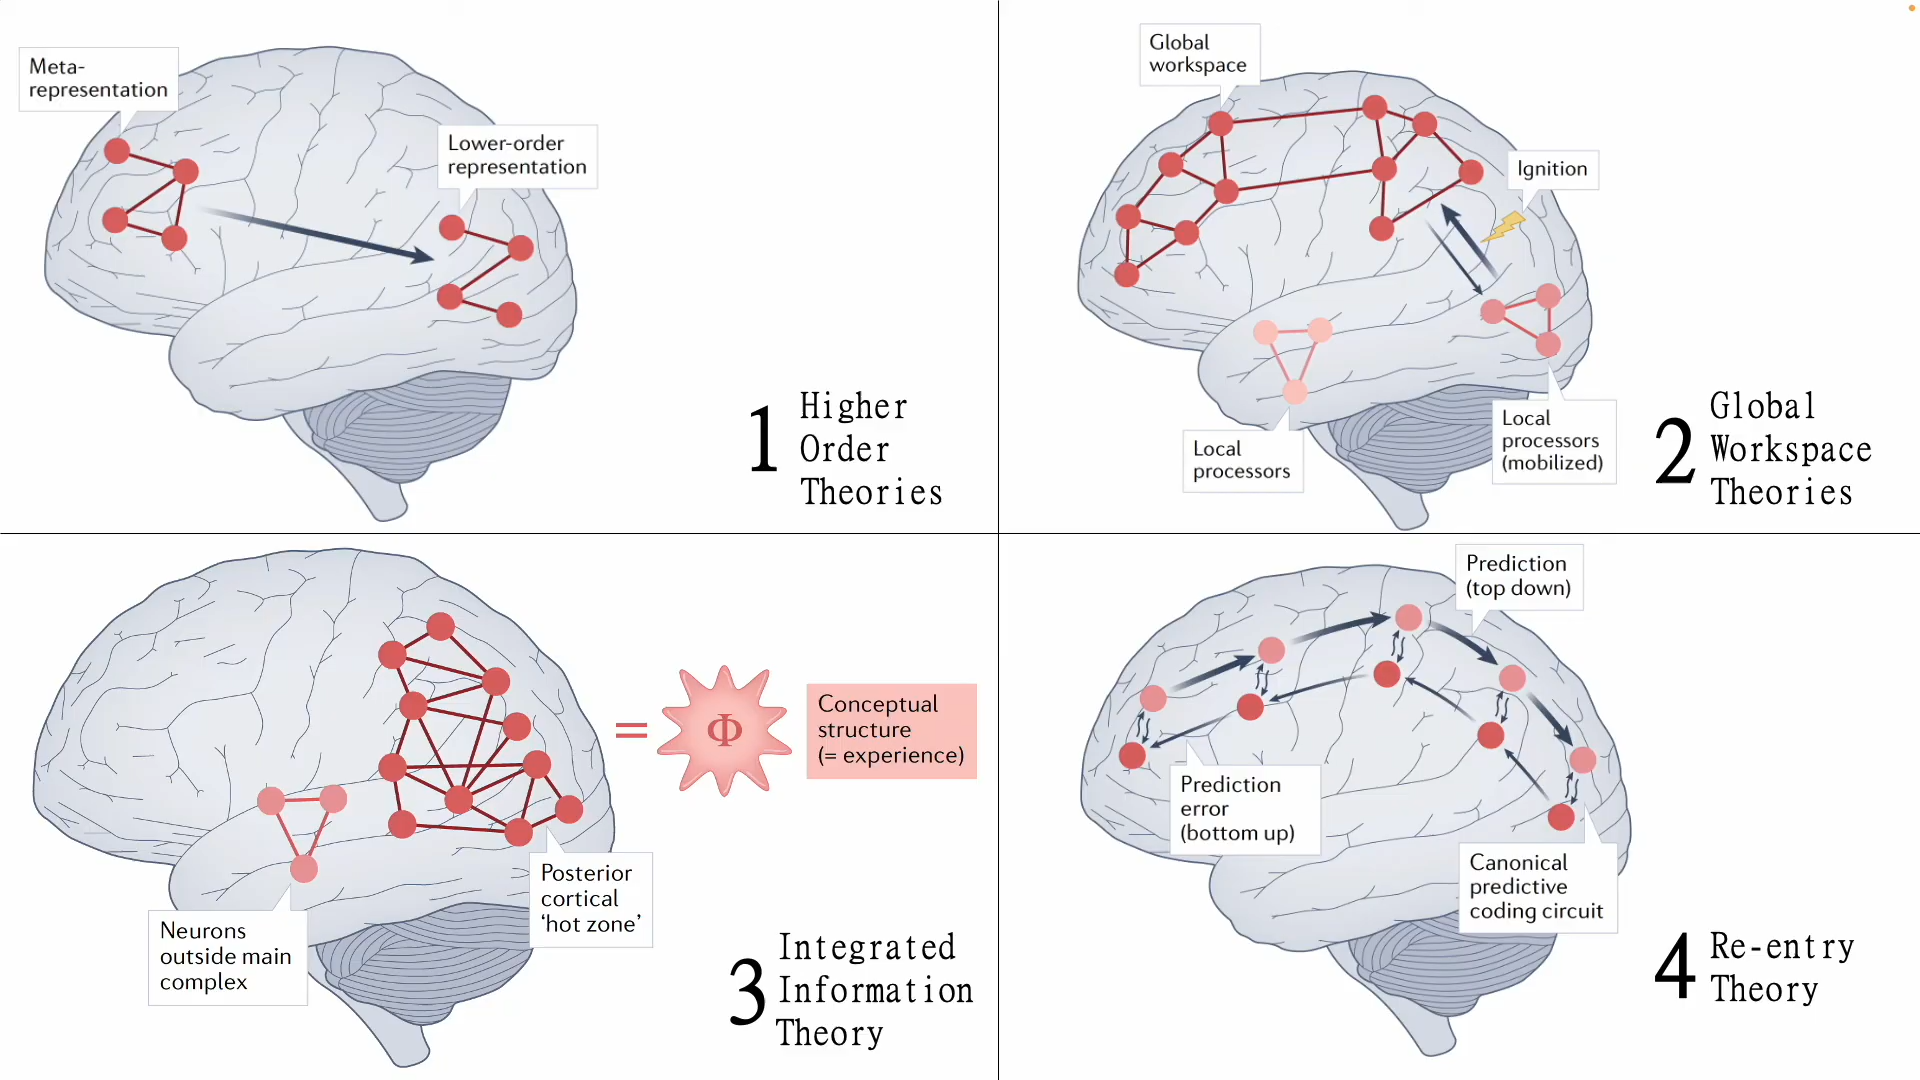 Meta-
representation
Lower-order
representation
1
Higher
Order
Theories
Global
workspace
Ignition
Local
processors
Local
processors
(mobilized)
2
Global
Workspace
Theories
=
Φ
Conceptual
structure
(= experience)
Neurons
outside main
complex
Posterior
cortical
‘hot zone’
3
Integrated
Information
Theory
Prediction
(top down)
Prediction
error
(bottom up)
Canonical
predictive
coding circuit
4
Re-entry
Theory